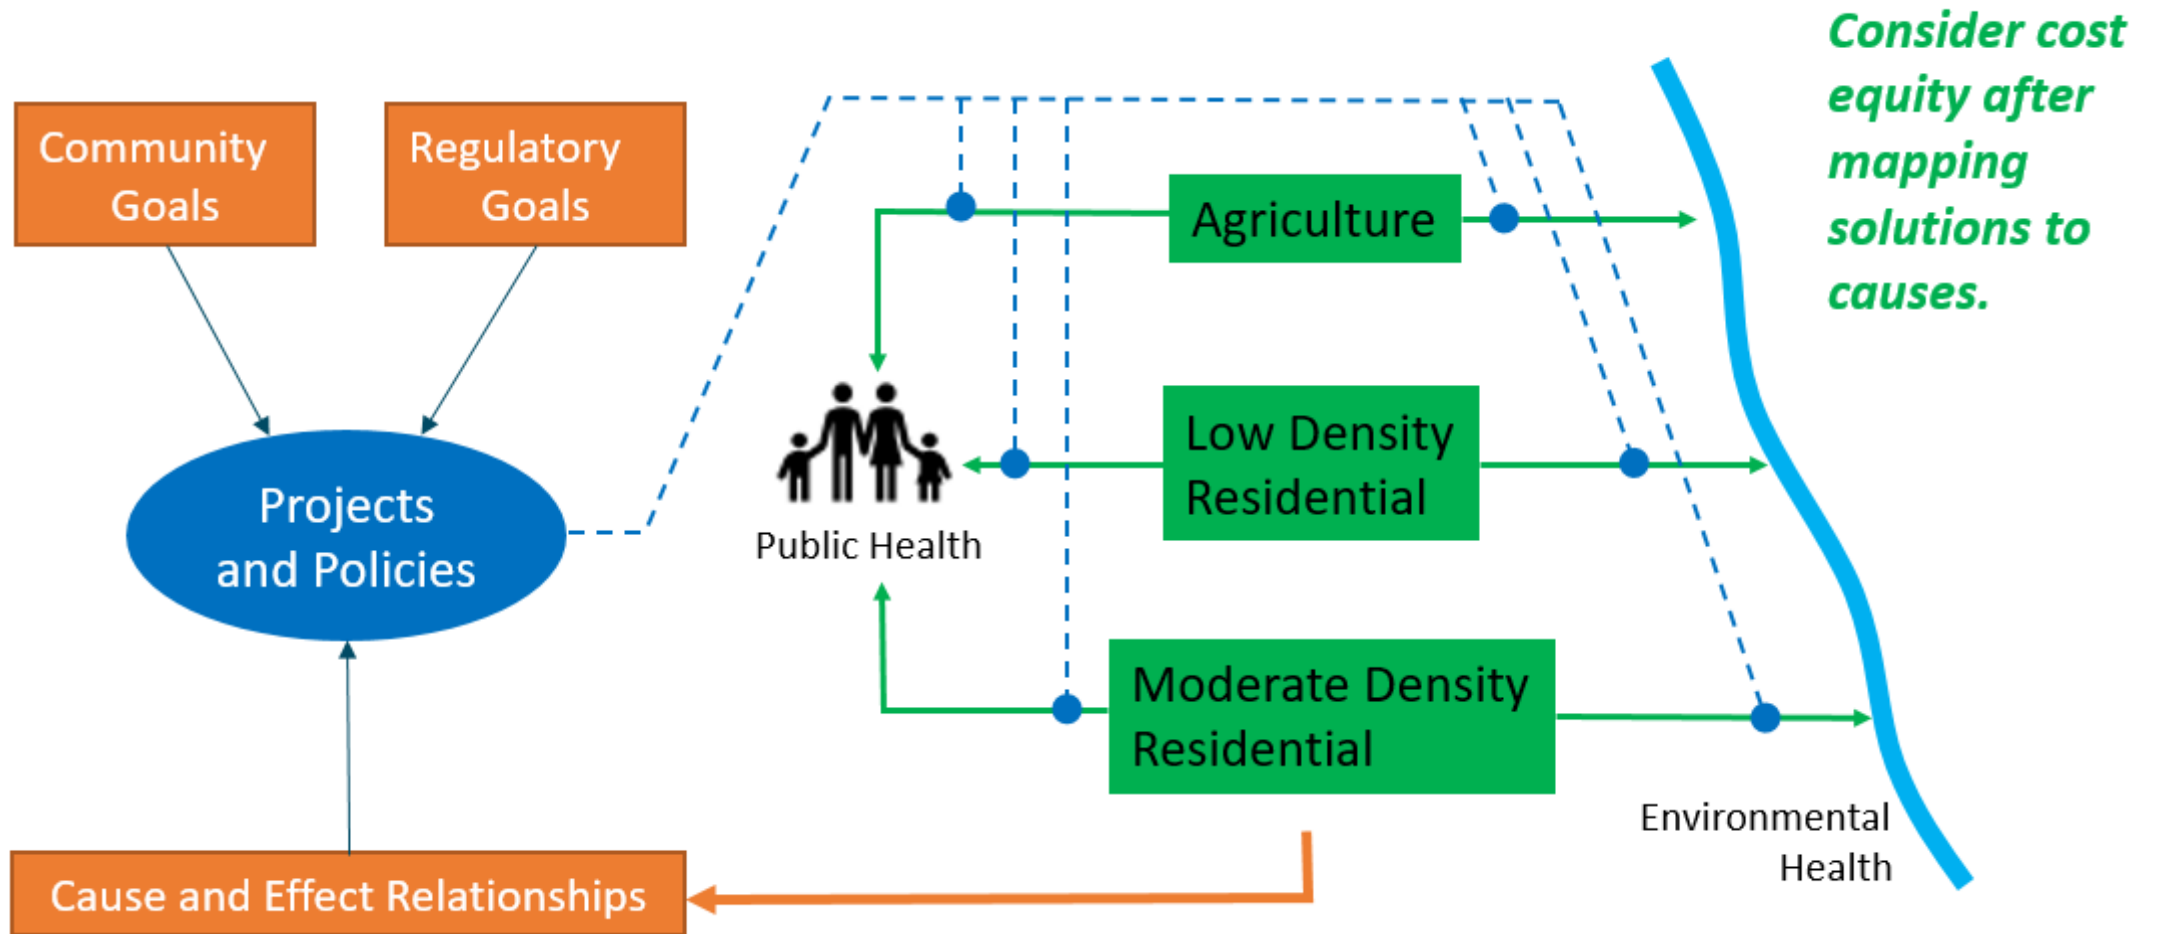 Community
Goals
Regulatory
Goals
Projects
and Policies
Cause and Effect Relationships
Public Health
Agriculture
Low Density
Residential
Moderate Density
Residential
Environmental
Health
Consider cost
equity after
mapping
solutions to
causes.